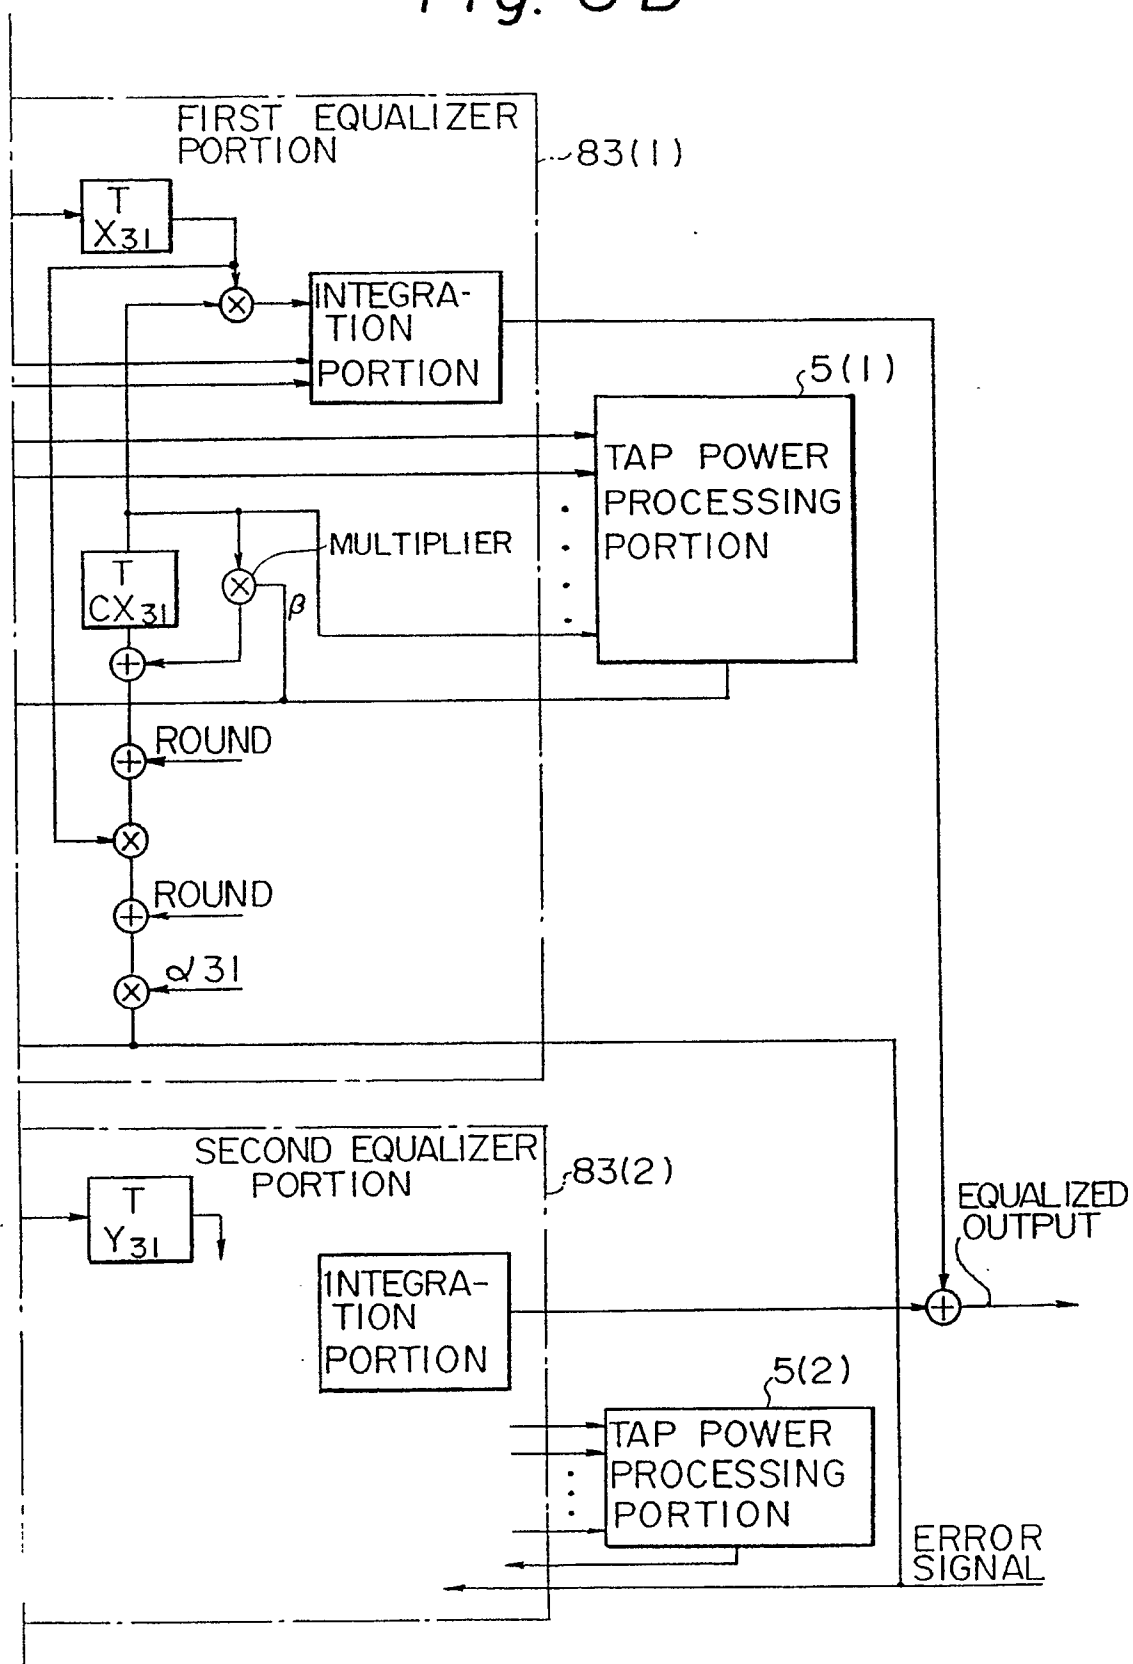 FIRST EQUALIZER
PORTION
83(1)
T
X31
INTEGRA-
TION
PORTION
5(1)
TAP POWER
PROCESSING
PORTION
MULTIPLIER
T
CX31
β
ROUND
ROUND
α31
SECOND EQUALIZER
PORTION
83(2)
T
Y31
EQUALIZED
OUTPUT
INTEGRA-
TION
PORTION
5(2)
TAP POWER
PROCESSING
PORTION
ERROR
SIGNAL